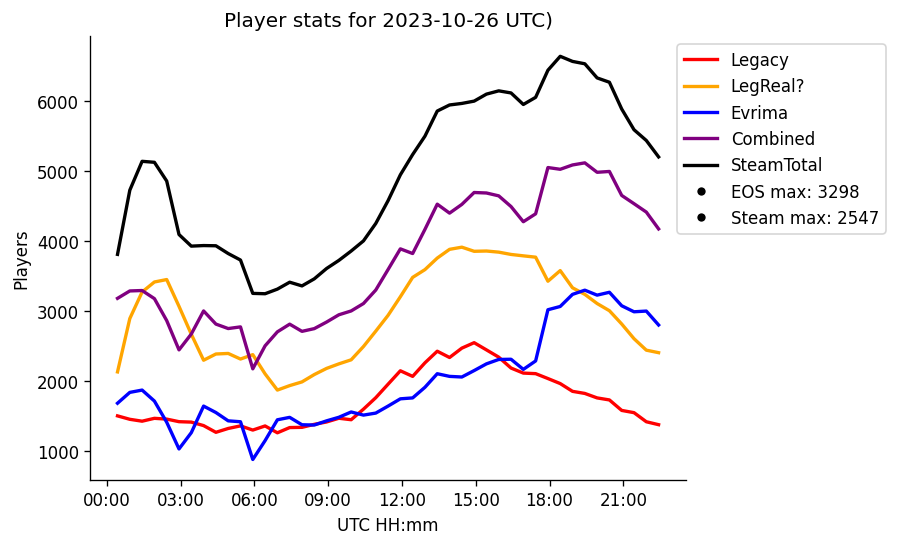 Player stats for 2023-10-26 UTC)
Legacy
LegReal?
Evrima
Combined
SteamTotal
EOS max: 3298
Steam max: 2547
Players
6000
5000
4000
3000
2000
1000
00:00 03:00 06:00 09:00 12:00 15:00 18:00 21:00
UTC HH:mm